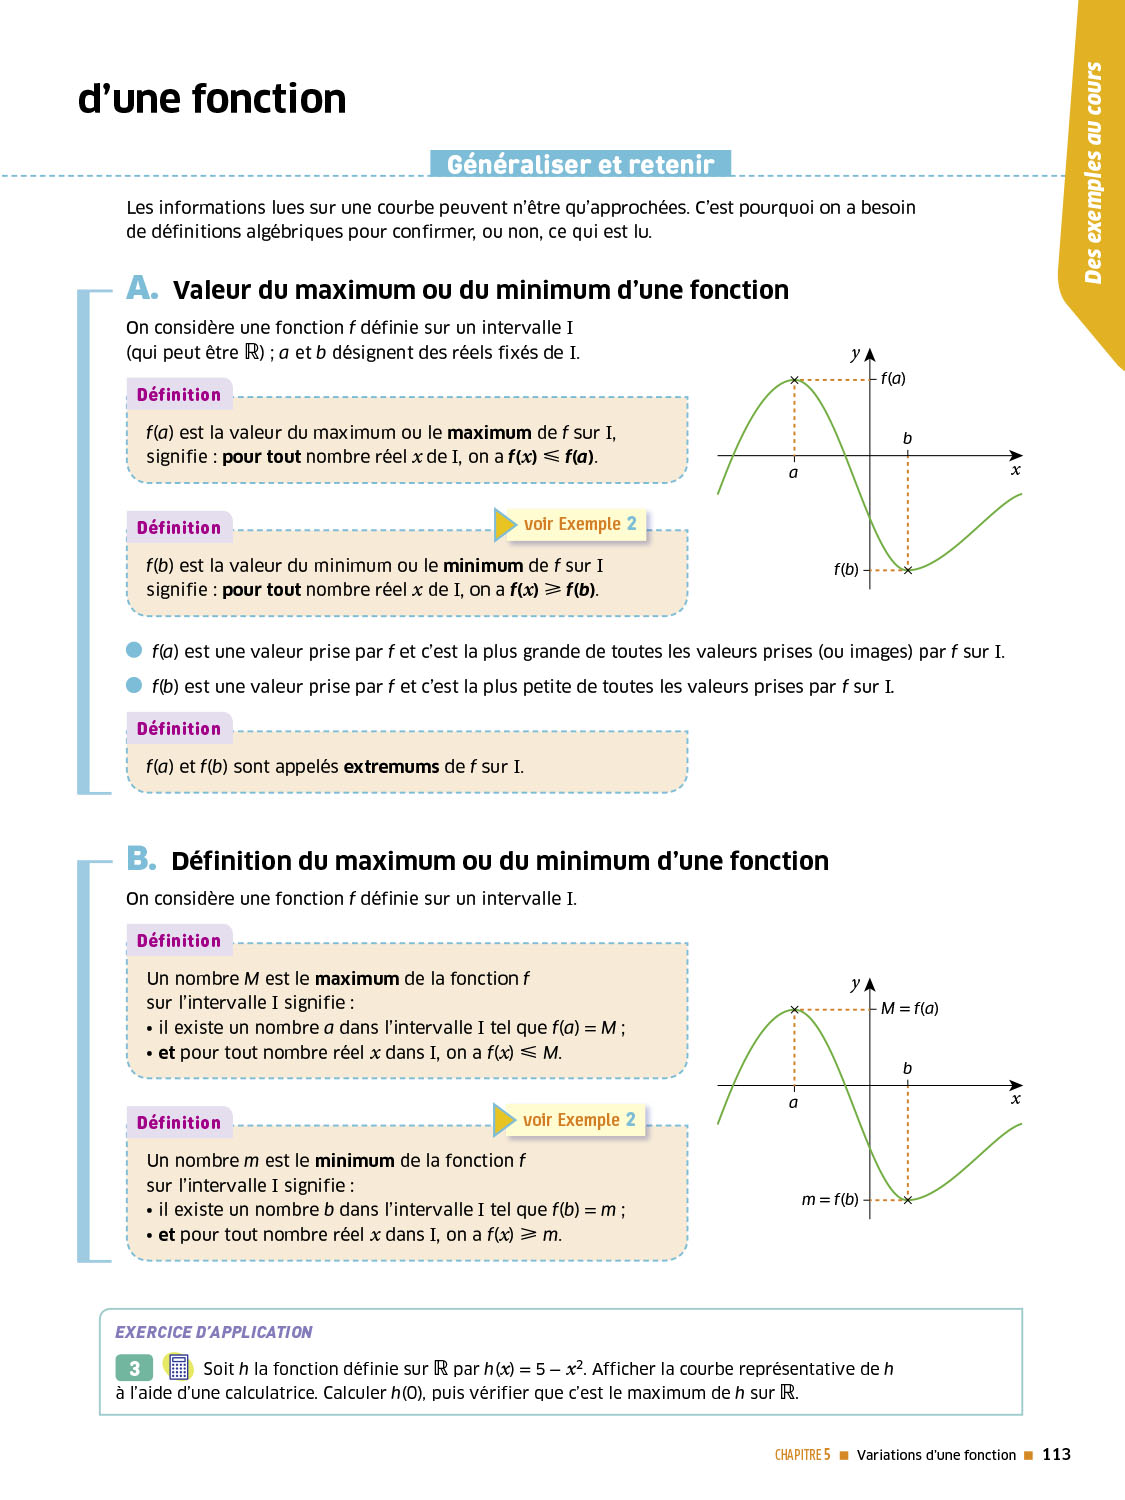 d’une fonction
Des exemples au cours
Généraliser et retenir
Les informations lues sur une courbe peuvent n’être qu’approchées. C’est pourquoi on a besoin
de définitions algébriques pour confirmer, ou non, ce qui est lu.
A. Valeur du maximum ou du minimum d’une fonction
On considère une fonction f définie sur un intervalle I
(qui peut être ℝ) ; a et b désignent des réels fixés de I.
Définition
f(a) est la valeur du maximum ou le maximum de f sur I,
signifie : pour tout nombre réel x de I, on a f(x) ⩽ f(a).
Définition
voir Exemple 2
f(b) est la valeur du minimum ou le minimum de f sur I
signifie : pour tout nombre réel x de I, on a f(x) ⩾ f(b).
y
f(a)
b
a
x
f(b)
f(a) est une valeur prise par f et c’est la plus grande de toutes les valeurs prises (ou images) par f sur I.
f(b) est une valeur prise par f et c’est la plus petite de toutes les valeurs prises par f sur I.
Définition
f(a) et f(b) sont appelés extremums de f sur I.
B. Définition du maximum ou du minimum d’une fonction
On considère une fonction f définie sur un intervalle I.
Définition
Un nombre M est le maximum de la fonction f
sur l’intervalle I signifie :
• il existe un nombre a dans l’intervalle I tel que f(a) = M ;
• et pour tout nombre réel x dans I, on a f(x) ⩽ M.
Définition
voir Exemple 2
Un nombre m est le minimum de la fonction f
sur l’intervalle I signifie :
• il existe un nombre b dans l’intervalle I tel que f(b) = m ;
• et pour tout nombre réel x dans I, on a f(x) ⩾ m.
y
M = f(a)
b
a
x
m = f(b)
EXERCICE D’APPLICATION
3 Soit h la fonction définie sur ℝ par h(x) = 5 − x². Afficher la courbe représentative de h
à l’aide d’une calculatrice. Calculer h(0), puis vérifier que c’est le maximum de h sur ℝ.
CHAPITRE 5 ■ Variations d’une fonction ■ 113